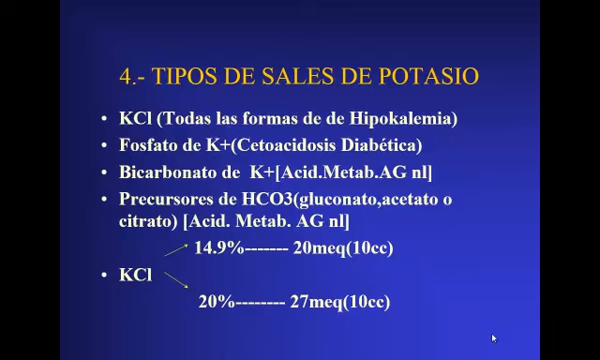 4.- TIPOS DE SALES DE POTASIO
• KCl (Todas las formas de de Hipokalemia)
• Fosfato de K+(Cetoacidosis Diabética)
• Bicarbonato de K+[Acid.Metab.AG nl]
• Precursores de HCO3(gluconato,acetato o
citrato) [Acid. Metab. AG nl]
14.9%------- 20meq(10cc)
• KCl
20%-------- 27meq(10cc)